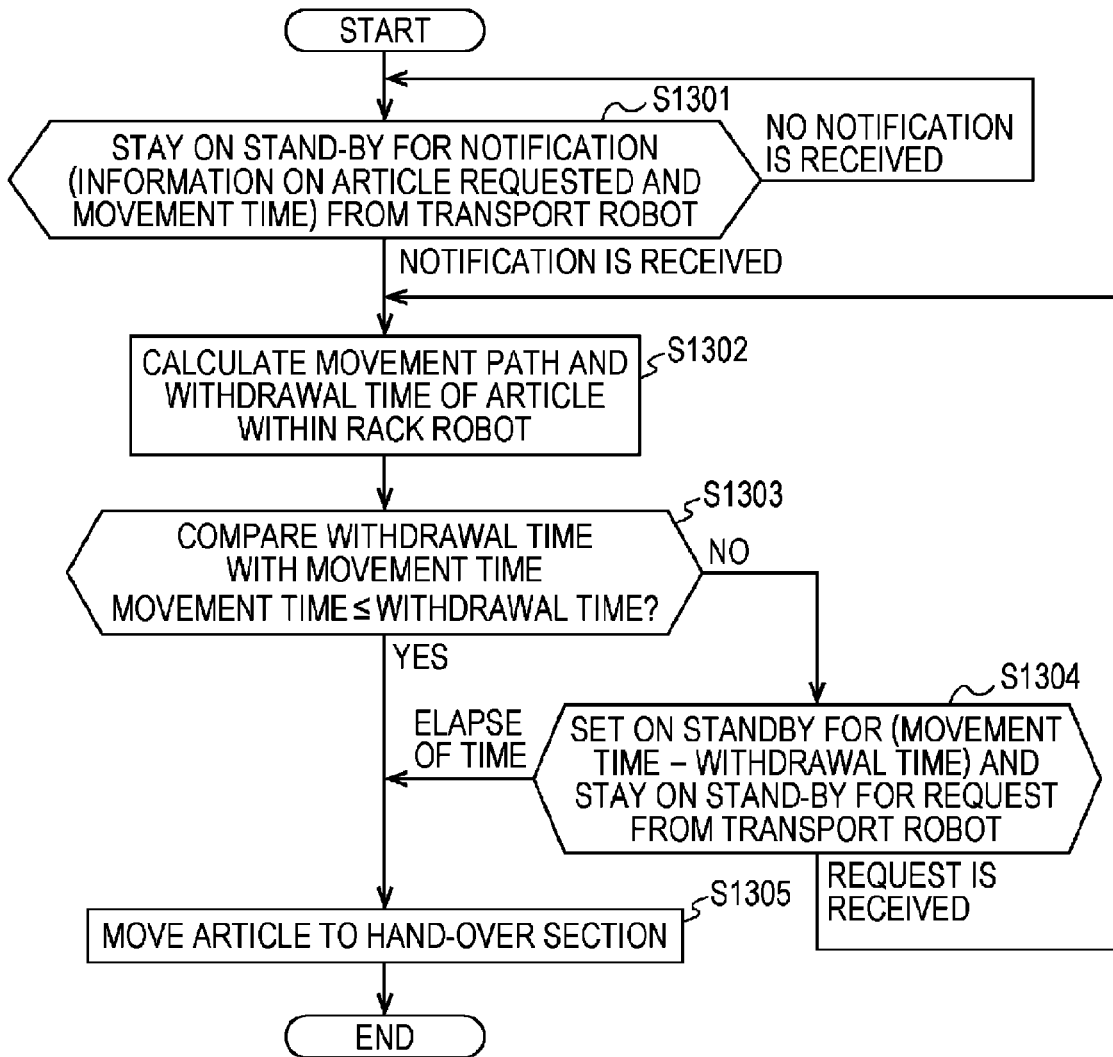 START
S1301
STAY ON STAND-BY FOR NOTIFICATION
(INFORMATION ON ARTICLE REQUESTED AND
MOVEMENT TIME) FROM TRANSPORT ROBOT
NO NOTIFICATION
IS RECEIVED
NOTIFICATION IS RECEIVED
S1302
CALCULATE MOVEMENT PATH AND
WITHDRAWAL TIME OF ARTICLE
WITHIN RACK ROBOT
S1303
COMPARE WITHDRAWAL TIME
WITH MOVEMENT TIME
MOVEMENT TIME ≤ WITHDRAWAL TIME?
NO
YES
S1304
SET ON STANDBY FOR (MOVEMENT
TIME – WITHDRAWAL TIME) AND
STAY ON STAND-BY FOR REQUEST
FROM TRANSPORT ROBOT
ELAPSE
OF TIME
REQUEST IS
RECEIVED
S1305
MOVE ARTICLE TO HAND-OVER SECTION
END